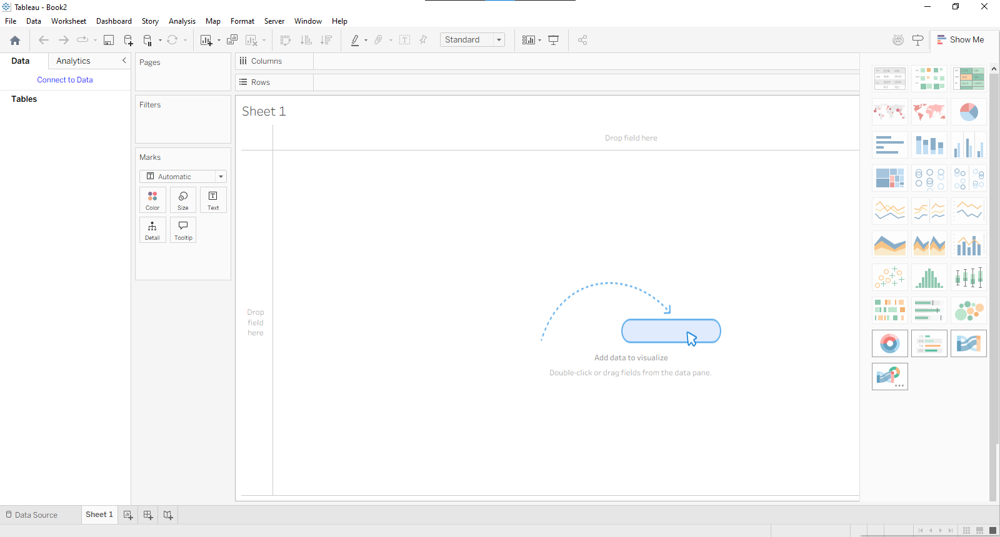 Tableau - Book2
File Data Worksheet Dashboard Story Analysis Map Format Server Window Help
Standard
Show Me
Data
Analytics
Connect to Data
Tables
Pages
Filters
Marks
Automatic
Color
Size
Text
Detail
Tooltip
Columns
Rows
Sheet 1
Drop field here
Drop
field
here
Add data to visualize
Double-click or drag fields from the data pane.
Data Source
Sheet 1